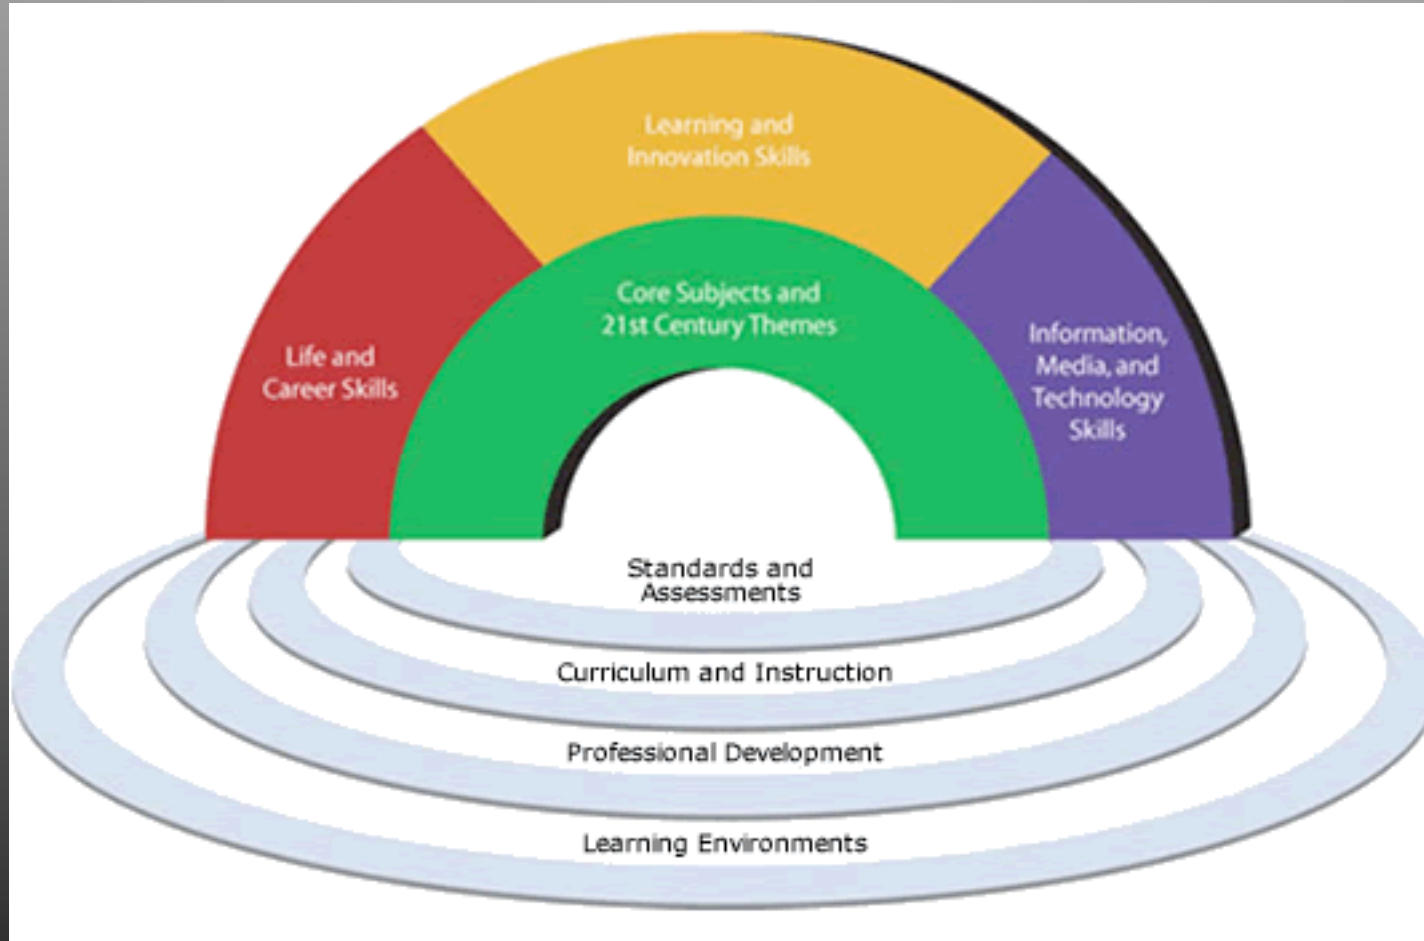 Learning and
Innovation Skills
Core Subjects and
21st Century Themes
Life and
Career Skills
Information,
Media, and
Technology
Skills
Standards and
Assessments
Curriculum and Instruction
Professional Development
Learning Environments